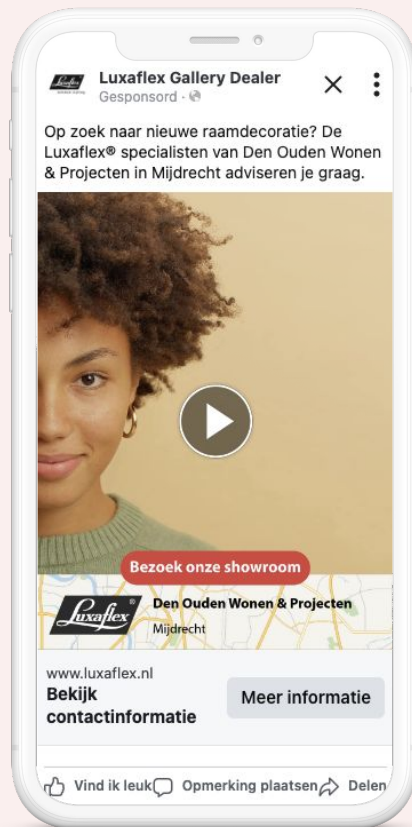 Luxaflex Gallery Dealer
Gesponsord ·
Op zoek naar nieuwe raamdecoratie? De
Luxaflex® specialisten van Den Ouden Wonen
& Projecten in Mijdrecht adviseren je graag.
Bezoek onze showroom
Luxaflex®
Den Ouden Wonen & Projecten
Mijdrecht
www.luxaflex.nl
Bekijk
contactinformatie
Meer informatie
Vind ik leuk
Opmerking plaatsen
Delen